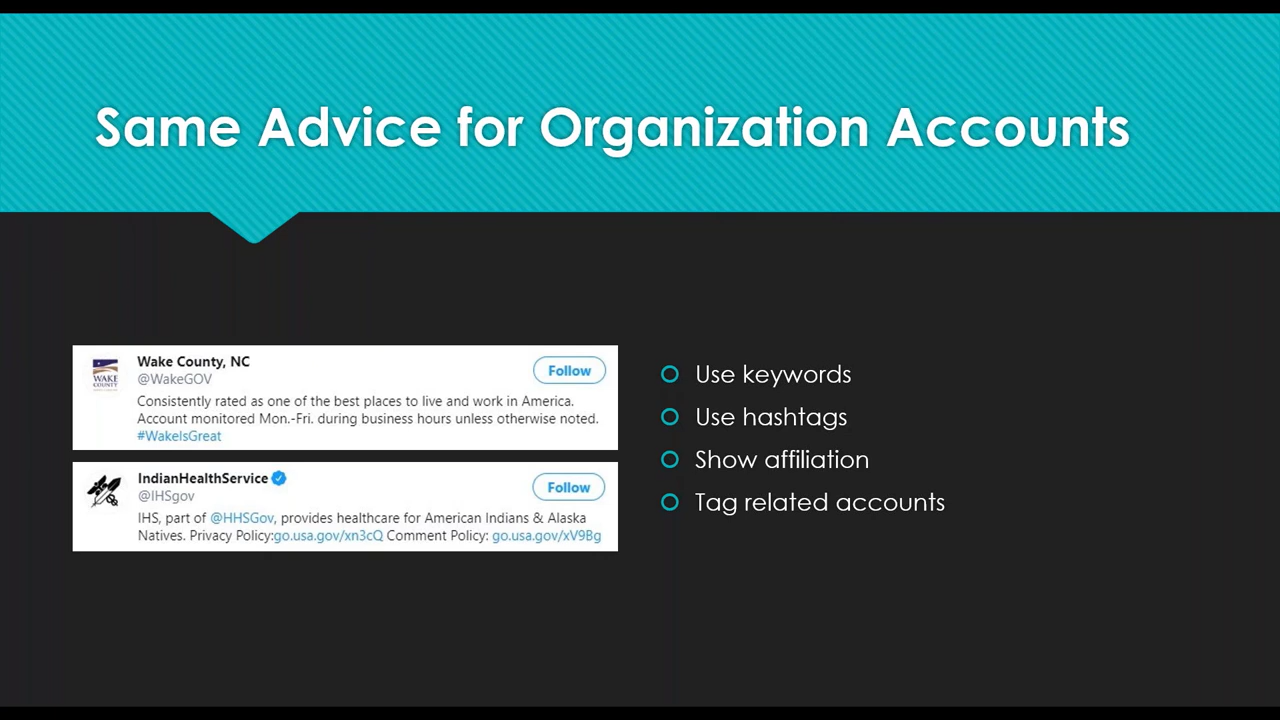 Same Advice for Organization Accounts
WAKE
COUNTY
Wake County, NC
@WakeGOV
Follow
Consistently rated as one of the best places to live and work in America.
Account monitored Mon.-Fri. during business hours unless otherwise noted.
#WakeIsGreat
IndianHealthService
@IHSgov
Follow
IHS, part of @HHSGov, provides healthcare for American Indians & Alaska
Natives. Privacy Policy:go.usa.gov/xn3cQ Comment Policy: go.usa.gov/xV9Bg
Use keywords
Use hashtags
Show affiliation
Tag related accounts